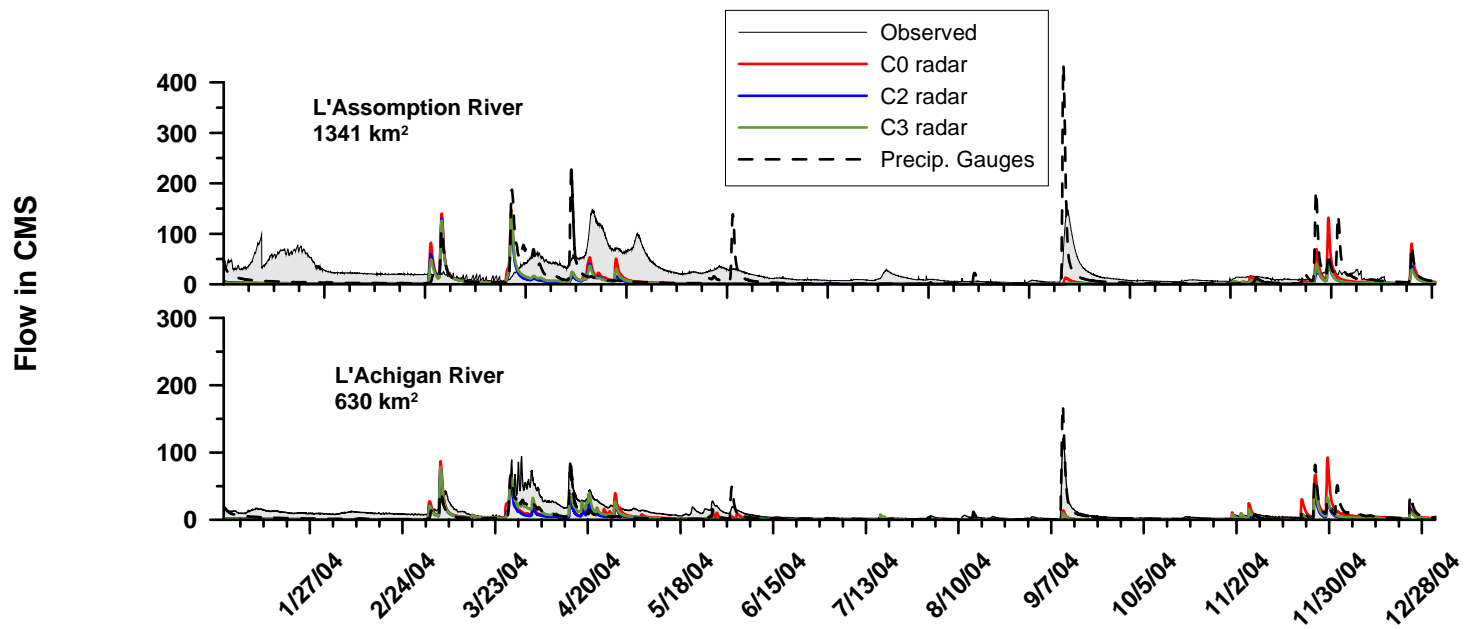 Observed
C0 radar
C2 radar
C3 radar
Precip. Gauges
Flow in CMS
400
300
200
100
0
L'Assomption River
1341 km²
300
200
100
0
L'Achigan River
630 km²
1/27/04
2/24/04
3/23/04
4/20/04
5/18/04
6/15/04
7/13/04
8/10/04
9/7/04
10/5/04
11/2/04
11/30/04
12/28/04